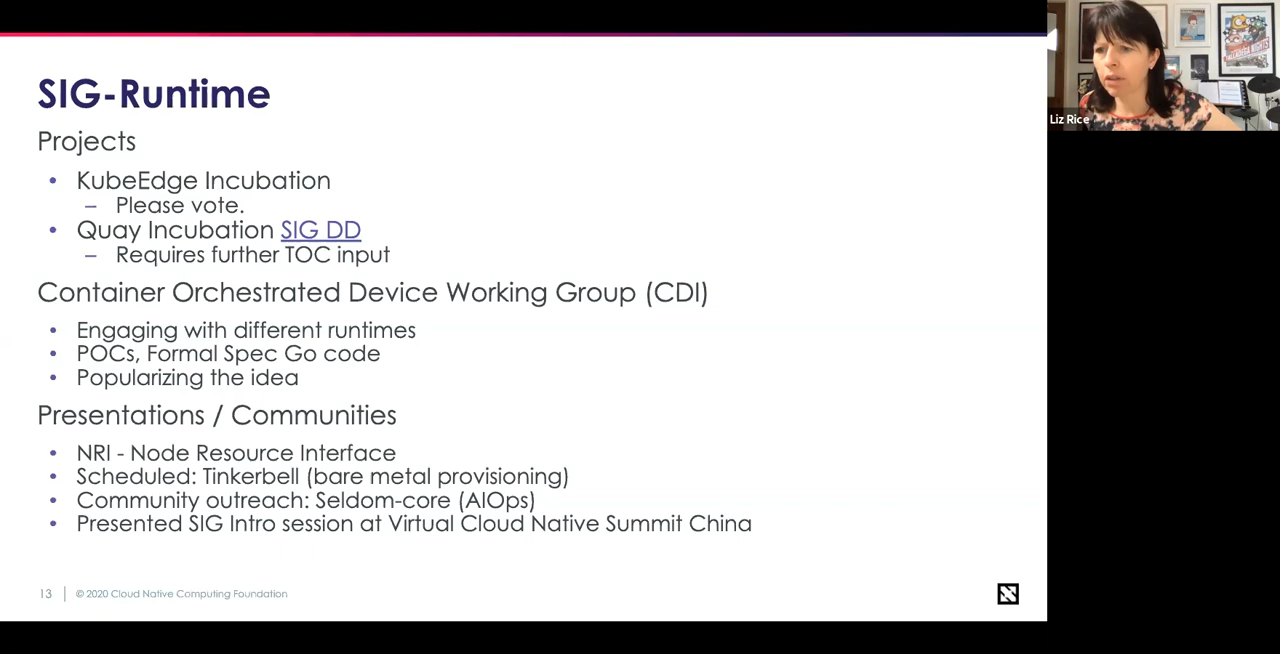 SIG-Runtime
Projects
• KubeEdge Incubation
– Please vote.
• Quay Incubation SIG DD
– Requires further TOC input
Container Orchestrated Device Working Group (CDI)
• Engaging with different runtimes
• POCs, Formal Spec Go code
• Popularizing the idea
Presentations / Communities
• NRI - Node Resource Interface
• Scheduled: Tinkerbell (bare metal provisioning)
• Community outreach: Seldom-core (AIOps)
• Presented SIG Intro session at Virtual Cloud Native Summit China
13 | © 2020 Cloud Native Computing Foundation
Liz Rice